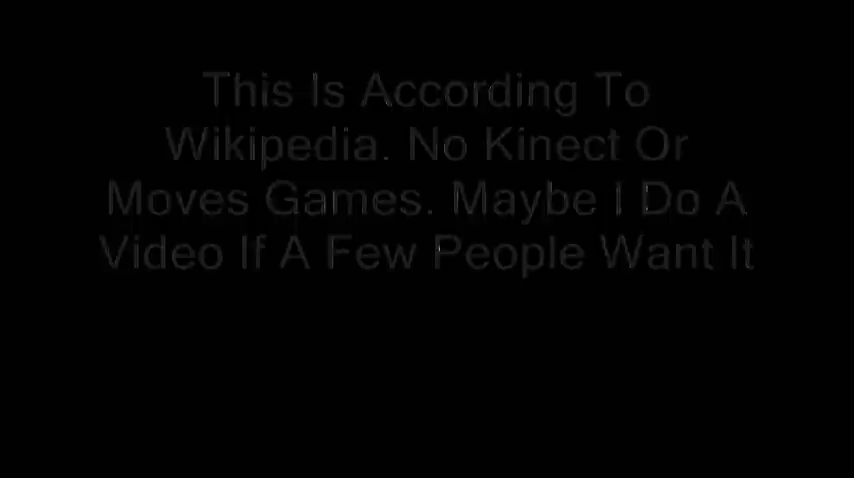 This Is According To
Wikipedia. No Kinect Or
Moves Games. Maybe I Do A
Video If A Few People Want It